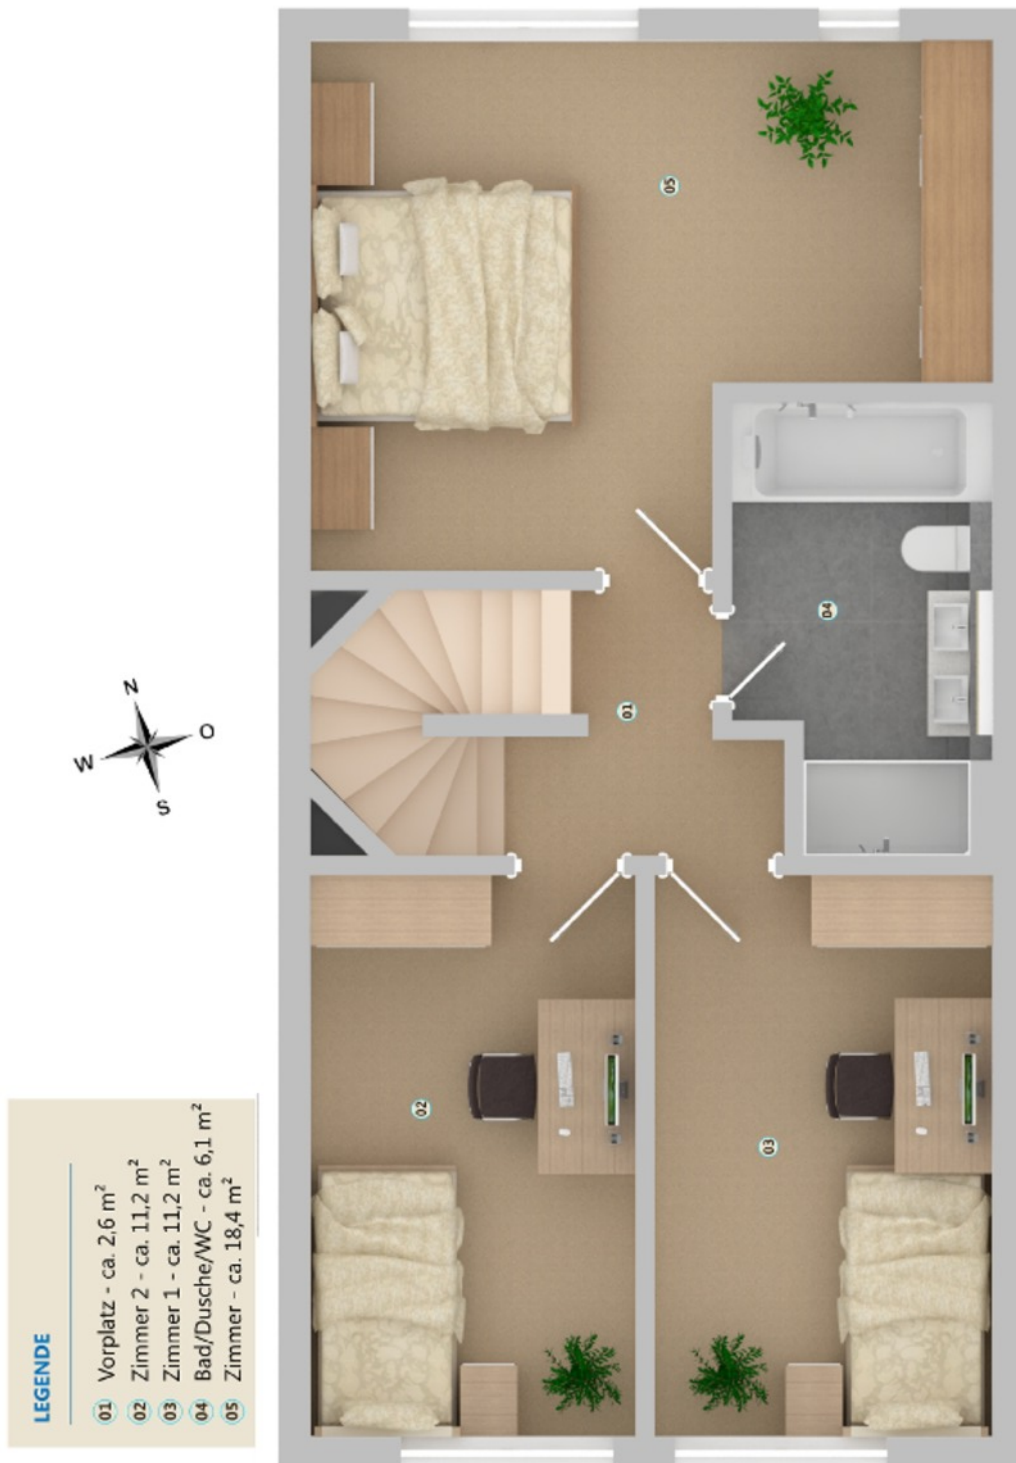 LEGENDE
01 Vorplatz - ca. 2,6 m²
02 Zimmer 2 - ca. 11,2 m²
03 Zimmer 1 - ca. 11,2 m²
04 Bad/Dusche/WC - ca. 6,1 m²
05 Zimmer - ca. 18,4 m²
N
O
W
S
05
04
01
02
03